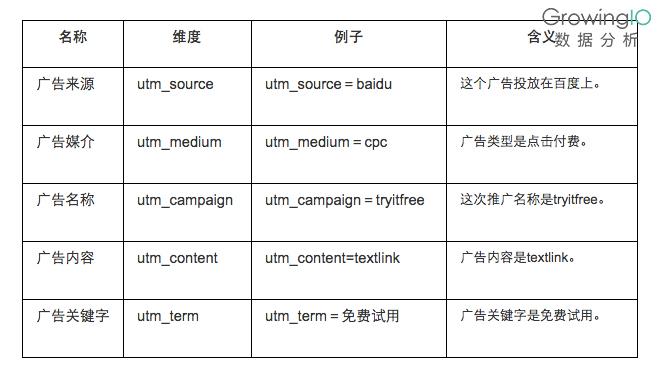 GrowingIO
数据分析
名称 维度 例子 含义
广告来源 utm_source utm_source = baidu 这个广告投放在百度上。
广告媒介 utm_medium utm_medium = cpc 广告类型是点击付费。
广告名称 utm_campaign utm_campaign = tryitfree 这次推广名称是tryitfree。
广告内容 utm_content utm_content=textlink 广告内容是textlink。
广告关键字 utm_term utm_term = 免费试用 广告关键字是免费试用。